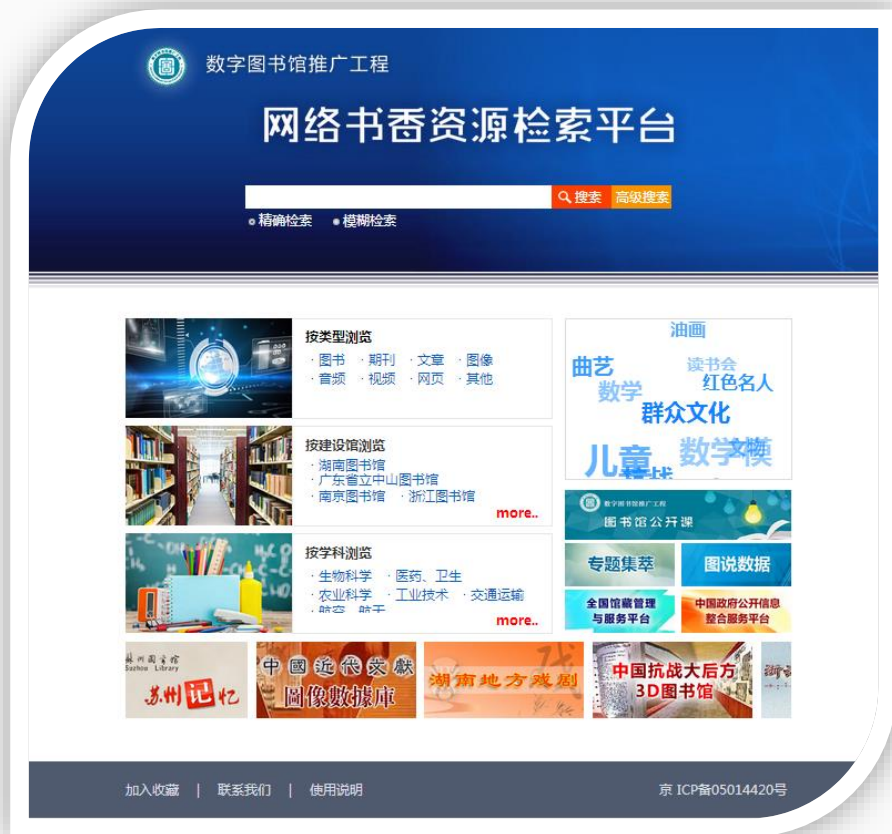 数字图书馆推广工程
网络书香资源检索平台
搜索 高级搜索
精确检索 模糊检索
按类型浏览
· 图书 · 期刊 · 文章 · 图像
· 音频 · 视频 · 网页 · 其他
按建设馆浏览
· 湖南图书馆
· 广东省立中山图书馆
· 南京图书馆 · 浙江图书馆
more..
按学科浏览
· 生物科学 · 医药、卫生
· 农业科学 · 工业技术 · 交通运输
· 航空、航天
more..
油画
曲艺
读书会
数学
红色名人
群众文化
儿童
数学模
文物
数字图书馆推广工程
图书馆公开课
专题集萃
图说数据
全国馆藏管理
与服务平台
中国政府公开信息
整合服务平台
蘇州圖書館
Suzhou Library
苏州记忆
中國近代文獻
圖像數據庫
湖南地方戏剧
中国抗战大后方
3D图书馆
加入收藏 | 联系我们 | 使用说明
京 ICP备05014420号